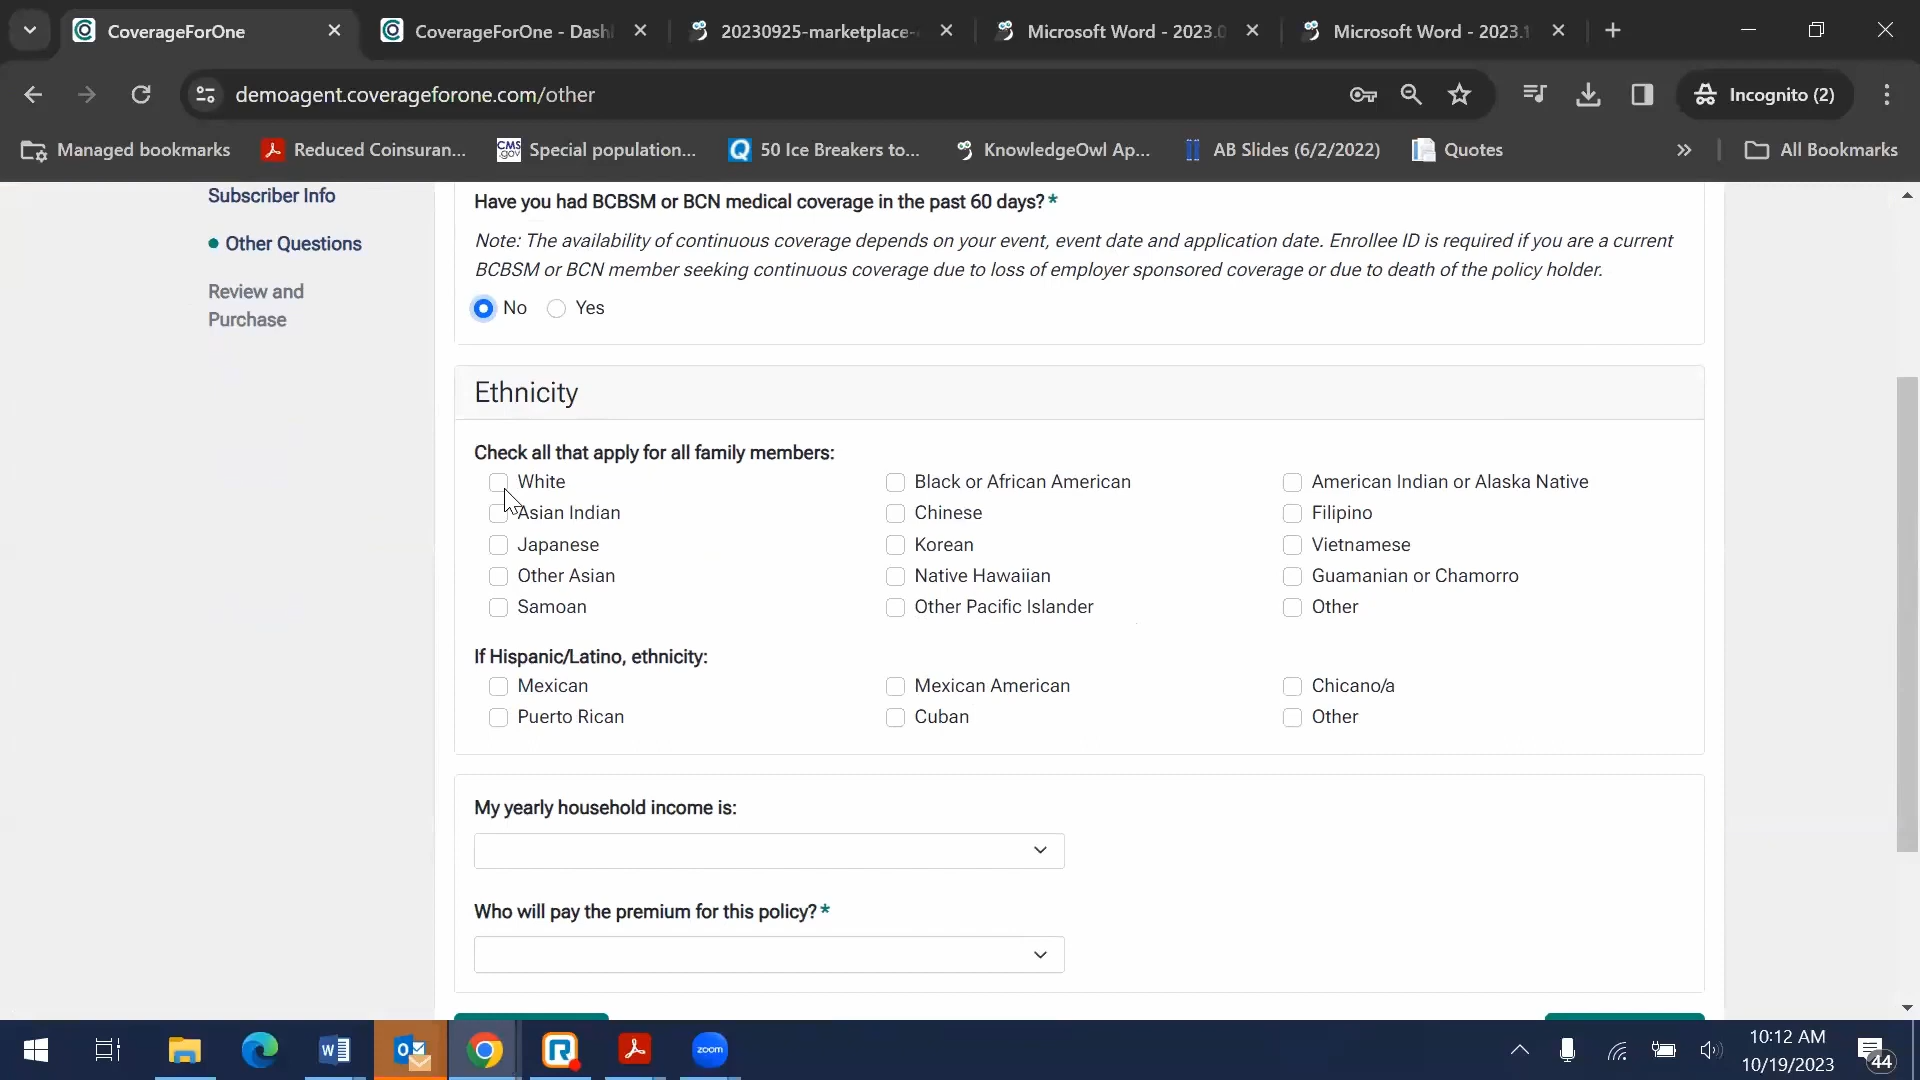 CoverageForOne
CoverageForOne - Dash
20230925-marketplace-
Microsoft Word - 2023.0
Microsoft Word - 2023.1
demoagent.coverageforone.com/other
Incognito (2)
Managed bookmarks
Reduced Coinsuran...
CMS.gov
Special population...
50 Ice Breakers to...
KnowledgeOwl Ap...
AB Slides (6/2/2022)
Quotes
All Bookmarks
Subscriber Info
Other Questions
Review and
Purchase
Have you had BCBSM or BCN medical coverage in the past 60 days? *
Note: The availability of continuous coverage depends on your event, event date and application date. Enrollee ID is required if you are a current
BCBSM or BCN member seeking continuous coverage due to loss of employer sponsored coverage or due to death of the policy holder.
No Yes
Ethnicity
Check all that apply for all family members:
White Black or African American American Indian or Alaska Native
Asian Indian Chinese Filipino
Japanese Korean Vietnamese
Other Asian Native Hawaiian Guamanian or Chamorro
Samoan Other Pacific Islander Other
If Hispanic/Latino, ethnicity:
Mexican Mexican American Chicano/a
Puerto Rican Cuban Other
My yearly household income is:
Who will pay the premium for this policy? *
zoom
10:12 AM
10/19/2023
44